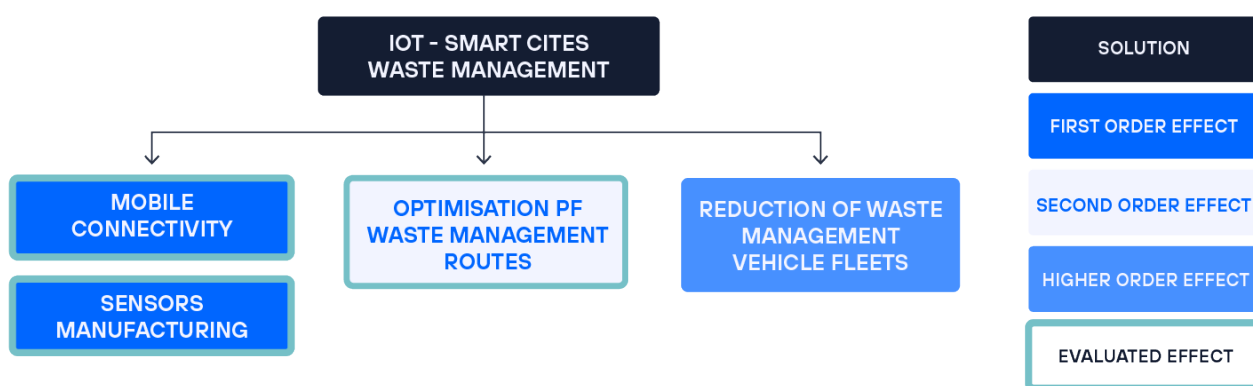 IOT - SMART CITES
WASTE MANAGEMENT
MOBILE
CONNECTIVITY
SENSORS
MANUFACTURING
OPTIMISATION PF
WASTE MANAGEMENT
ROUTES
REDUCTION OF WASTE
MANAGEMENT
VEHICLE FLEETS
SOLUTION
FIRST ORDER EFFECT
SECOND ORDER EFFECT
HIGHER ORDER EFFECT
EVALUATED EFFECT